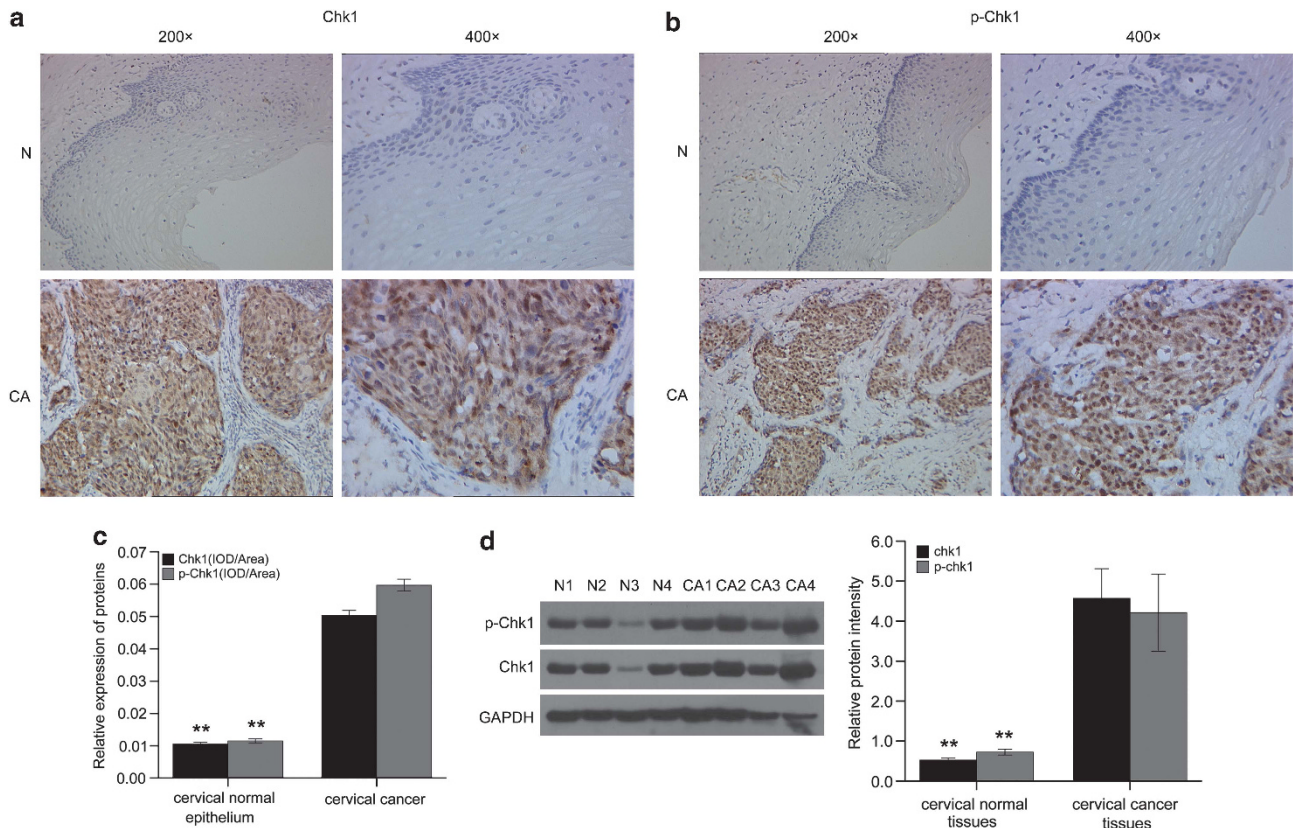 a
Chk1
200× 400×
N
CA
b
p-Chk1
200× 400×
N
CA
c
Chk1(IOD/Area)
p-Chk1(IOD/Area)
Relative expression of proteins
0.07
0.06
0.05
0.04
0.03
0.02
0.01
0.00
** **
cervical normal
epithelium
cervical cancer
d
N1 N2 N3 N4 CA1 CA2 CA3 CA4
p-Chk1
Chk1
GAPDH
chk1
p-chk1
Relative protein intensity
6.0
5.0
4.0
3.0
2.0
1.0
0.0
** **
cervical normal
tissues
cervical cancer
tissues